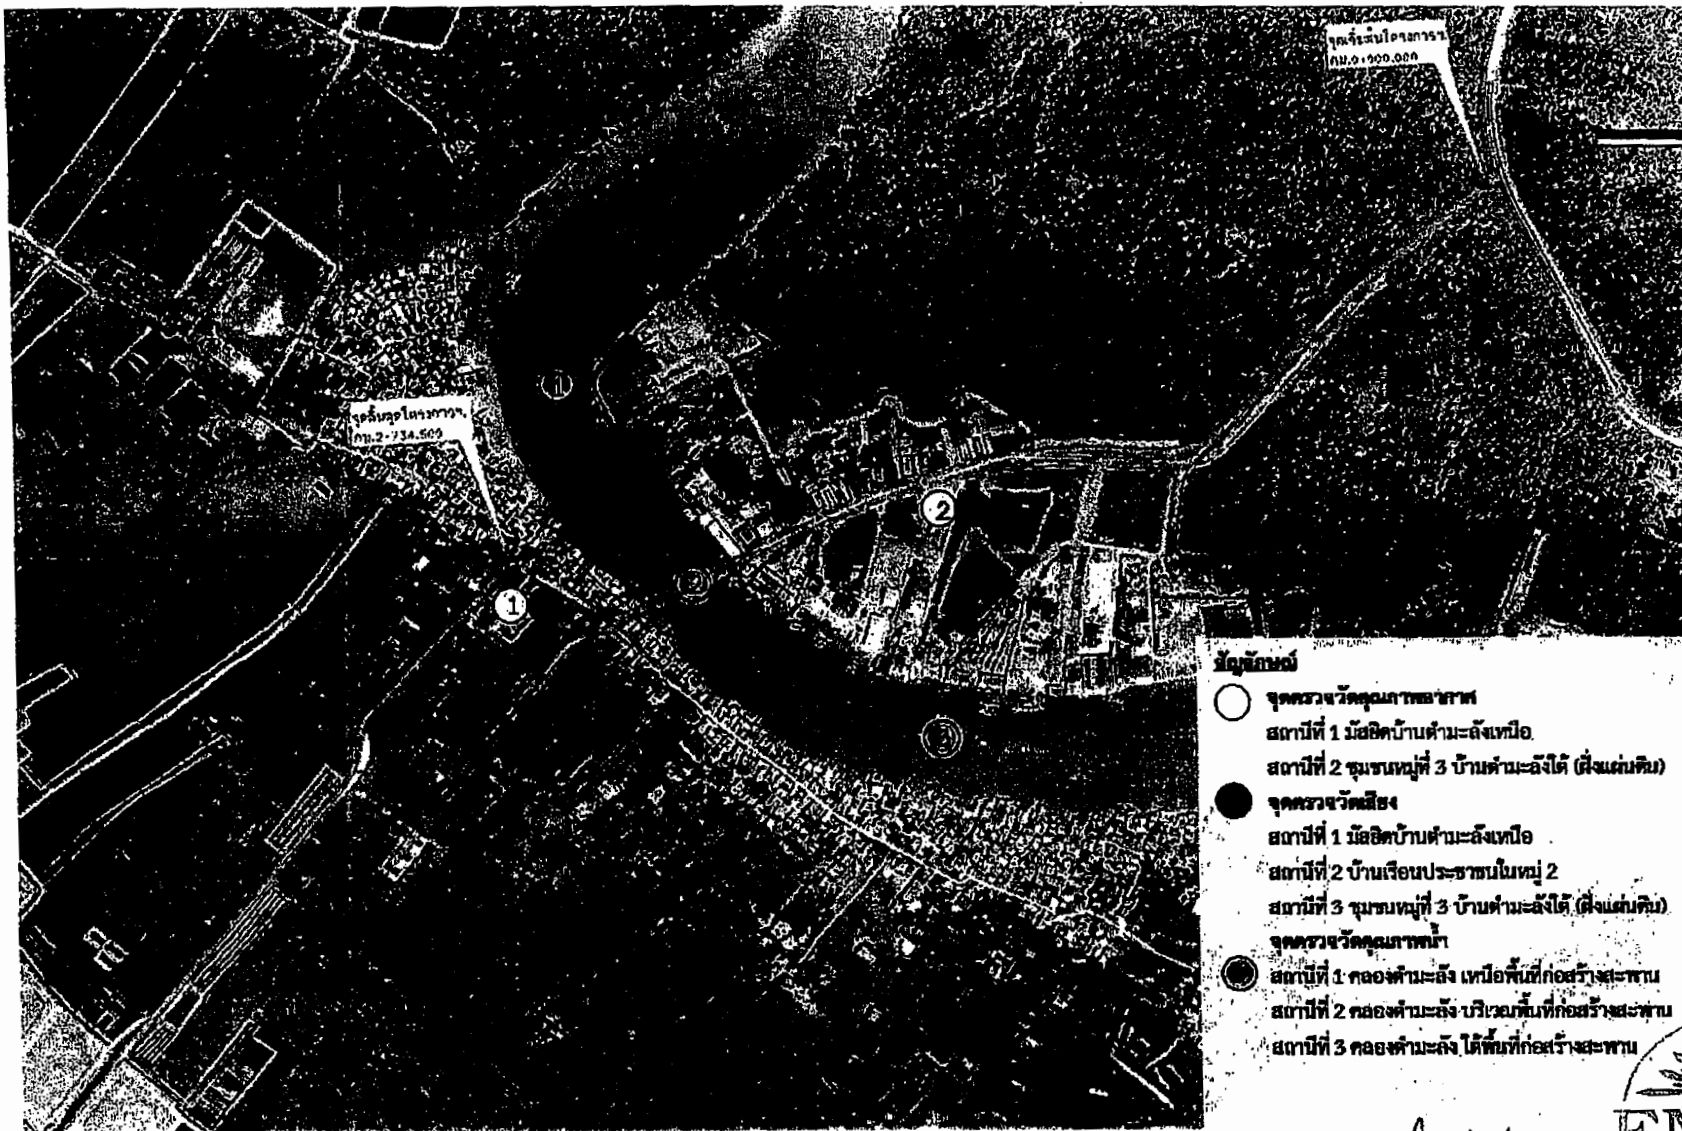 จุดเริ่มต้นโครงการฯ
กม.0+000.000
จุดสิ้นสุดโครงการฯ
กม.2+734.500
1
2
1
2
3
สัญลักษณ์
จุดตรวจวัดคุณภาพอากาศ
สถานีที่ 1 มัสยิดบ้านตำมะลังเหนือ
สถานีที่ 2 ชุมชนหมู่ที่ 3 บ้านตำมะลังใต้ (ฝั่งแผ่นดิน)
จุดตรวจวัดเสียง
สถานีที่ 1 มัสยิดบ้านตำมะลังเหนือ
สถานีที่ 2 บ้านเรือนประชาชนในหมู่ 2
สถานีที่ 3 ชุมชนหมู่ที่ 3 บ้านตำมะลังใต้ (ฝั่งแผ่นดิน)
จุดตรวจวัดคุณภาพน้ำ
สถานีที่ 1 คลองตำมะลัง เหนือพื้นที่ก่อสร้างสะพาน
สถานีที่ 2 คลองตำมะลัง บริเวณพื้นที่ก่อสร้างสะพาน
สถานีที่ 3 คลองตำมะลัง ใต้พื้นที่ก่อสร้างสะพาน